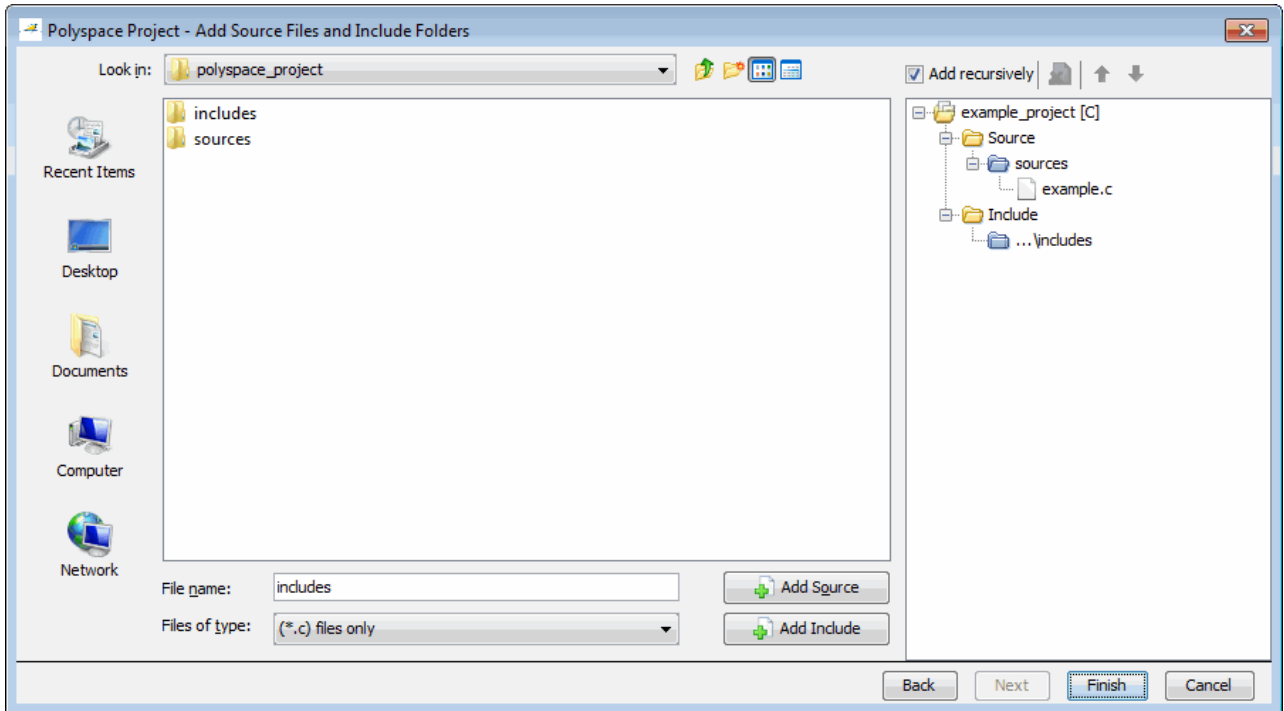 Polyspace Project - Add Source Files and Include Folders
Look in:
polyspace_project
Add recursively
includes
sources
Recent Items
Desktop
Documents
Computer
Network
example_project [C]
Source
sources
example.c
Include
...\includes
File name:
includes
Add Source
Files of type:
(*.c) files only
Add Include
Back
Next
Finish
Cancel